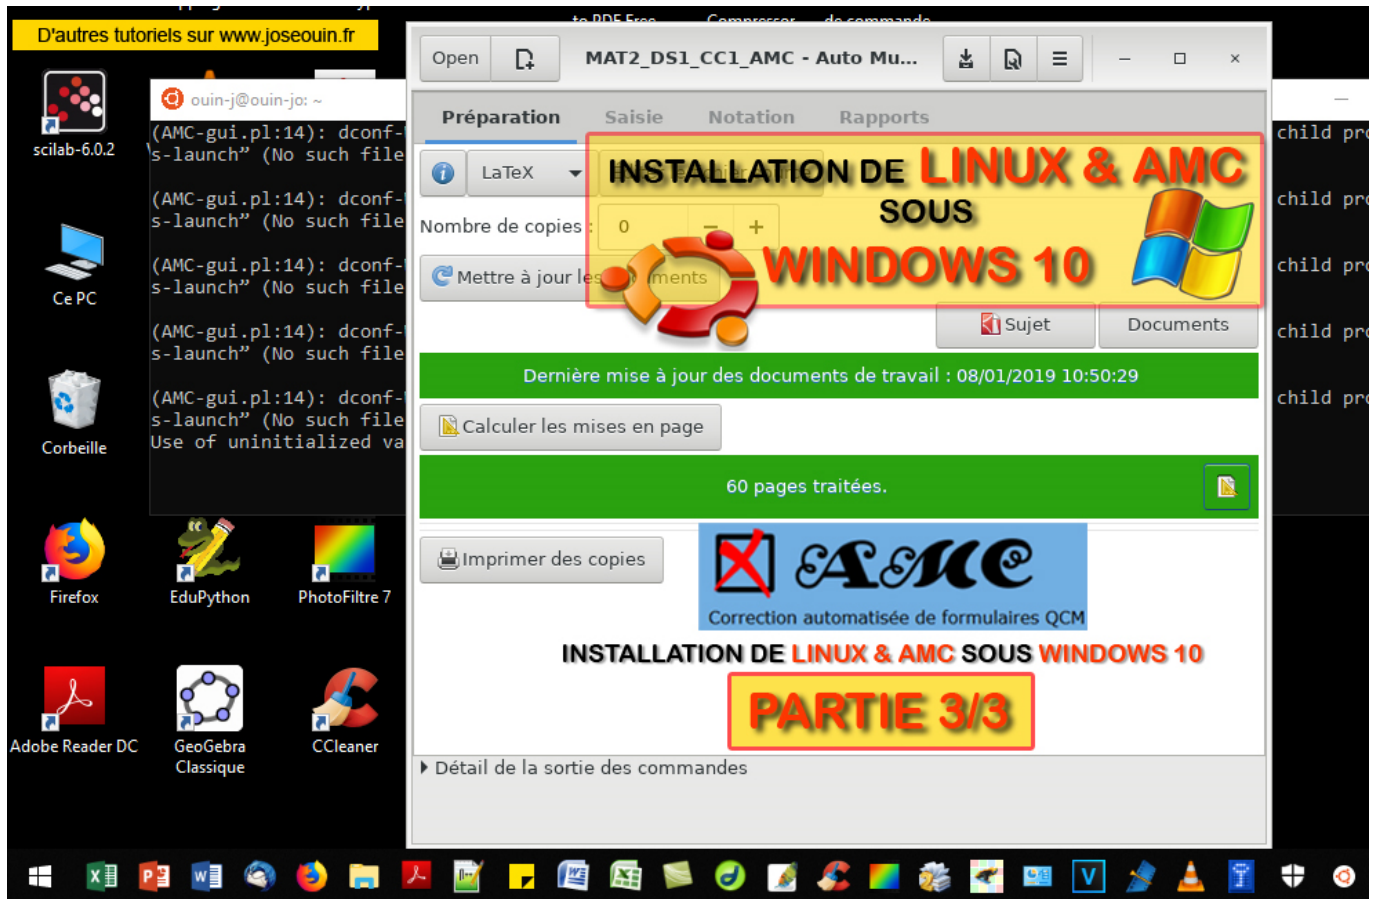 to PDF Free
Compressor
de commande
D'autres tutoriels sur www.joseouin.fr
Open
MAT2_DS1_CC1_AMC - Auto Mu...
ouin-j@ouin-jo: ~
Préparation
Saisie
Notation
Rapports
(AMC-gui.pl:14): dconf-
child pro
s-launch” (No such file
LaTeX
INSTALLATION DE LINUX & AMC
SOUS
WINDOWS 10
(AMC-gui.pl:14): dconf-
child pro
s-launch” (No such file
Nombre de copies :
0
(AMC-gui.pl:14): dconf-
child pro
s-launch” (No such file
Mettre à jour les documents
Sujet
Documents
(AMC-gui.pl:14): dconf-
child pro
s-launch” (No such file
Dernière mise à jour des documents de travail : 08/01/2019 10:50:29
(AMC-gui.pl:14): dconf-
child pro
s-launch” (No such file
Use of uninitialized va
Calculer les mises en page
60 pages traitées.
Imprimer des copies
AMC
Correction automatisée de formulaires QCM
INSTALLATION DE LINUX & AMC SOUS WINDOWS 10
PARTIE 3/3
Détail de la sortie des commandes
scilab-6.0.2
Ce PC
Corbeille
Firefox
EduPython
PhotoFiltre 7
Adobe Reader DC
GeoGebra
Classique
CCleaner